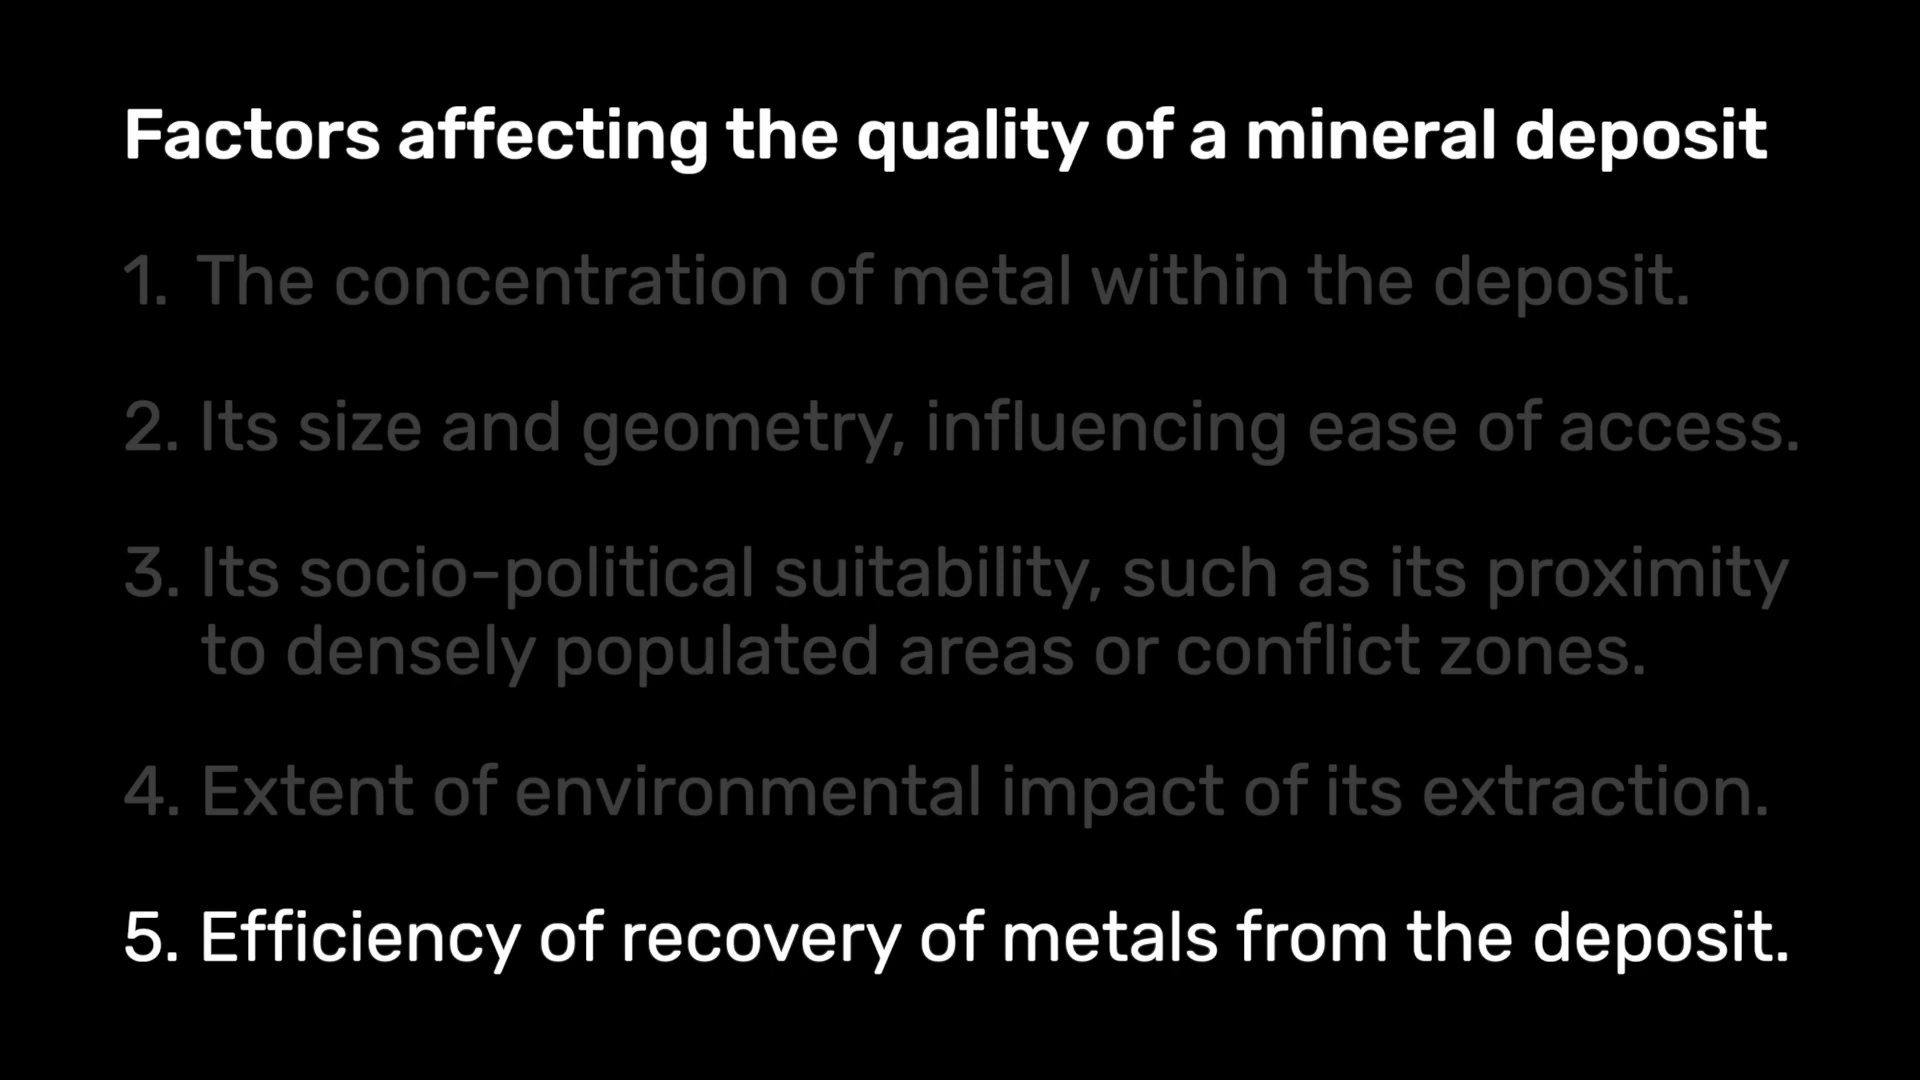 Factors affecting the quality of a mineral deposit
1. The concentration of metal within the deposit.
2. Its size and geometry, influencing ease of access.
3. Its socio-political suitability, such as its proximity
to densely populated areas or conflict zones.
4. Extent of environmental impact of its extraction.
5. Efficiency of recovery of metals from the deposit.